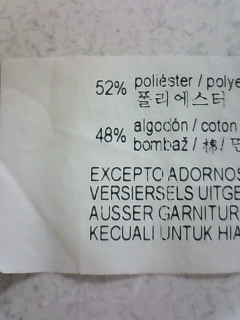 52% poliéster / polye
폴리에스터
48% algodón / coton
bombaž / 棉 /
EXCEPTO ADORNOS
VERSIERSELS UITGE
AUSSER GARNITUR
KECUALI UNTUK HIA